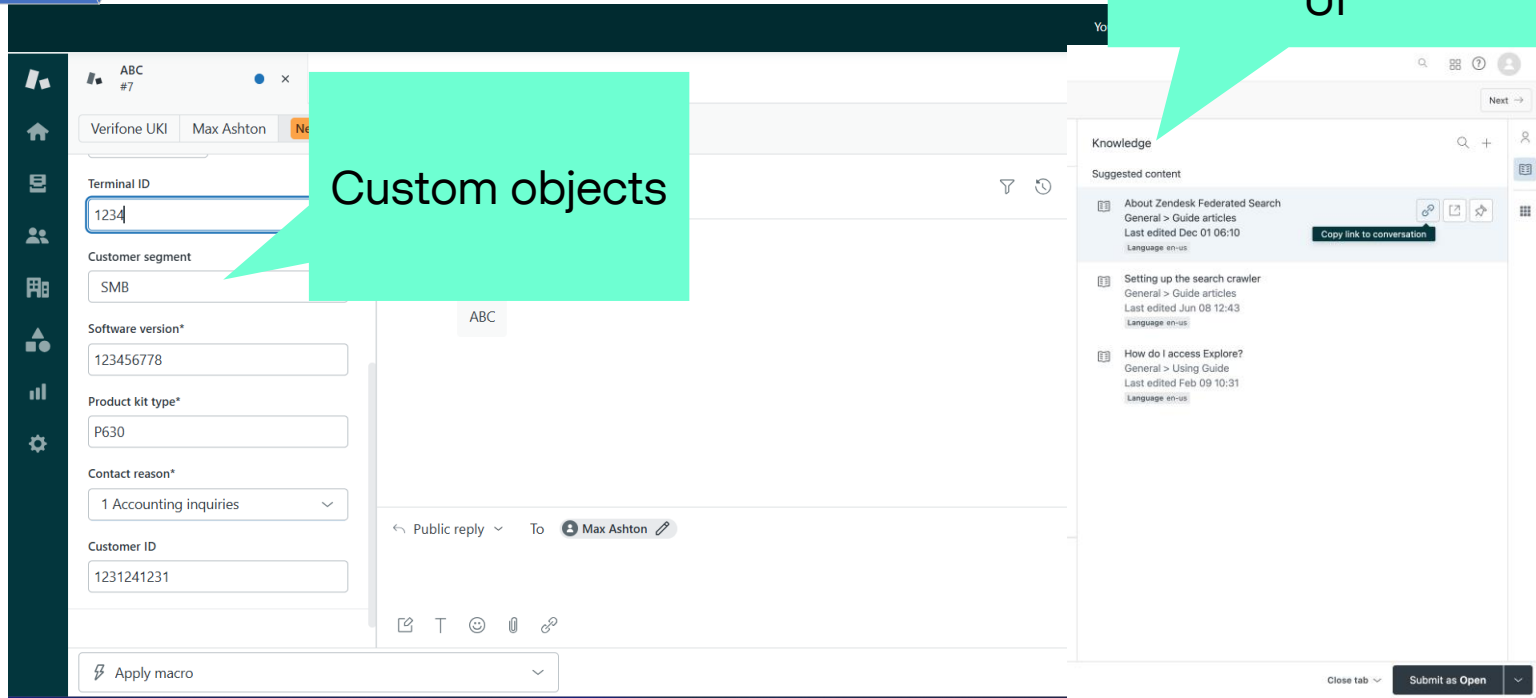 ABC
#7
Verifone UKI
Max Ashton
Terminal ID
1234
Customer segment
SMB
Software version*
123456778
Product kit type*
P630
Contact reason*
1 Accounting inquiries
Customer ID
1231241231
Apply macro
Custom objects
ABC
Public reply
To
Max Ashton
Next
Knowledge
Suggested content
About Zendesk Federated Search
General > Guide articles
Last edited Dec 01 06:10
Language en-us
Copy link to conversation
Setting up the search crawler
General > Guide articles
Last edited Jun 08 12:43
Language en-us
How do I access Explore?
General > Using Guide
Last edited Feb 09 10:31
Language en-us
Close tab
Submit as Open